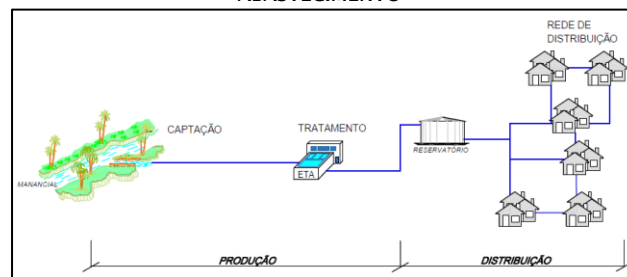 ABASTECIMENTO
REDE DE
DISTRIBUIÇÃO
CAPTAÇÃO
TRATAMENTO
RESERVATÓRIO
MANANCIAL
ETA
PRODUÇÃO
DISTRIBUIÇÃO